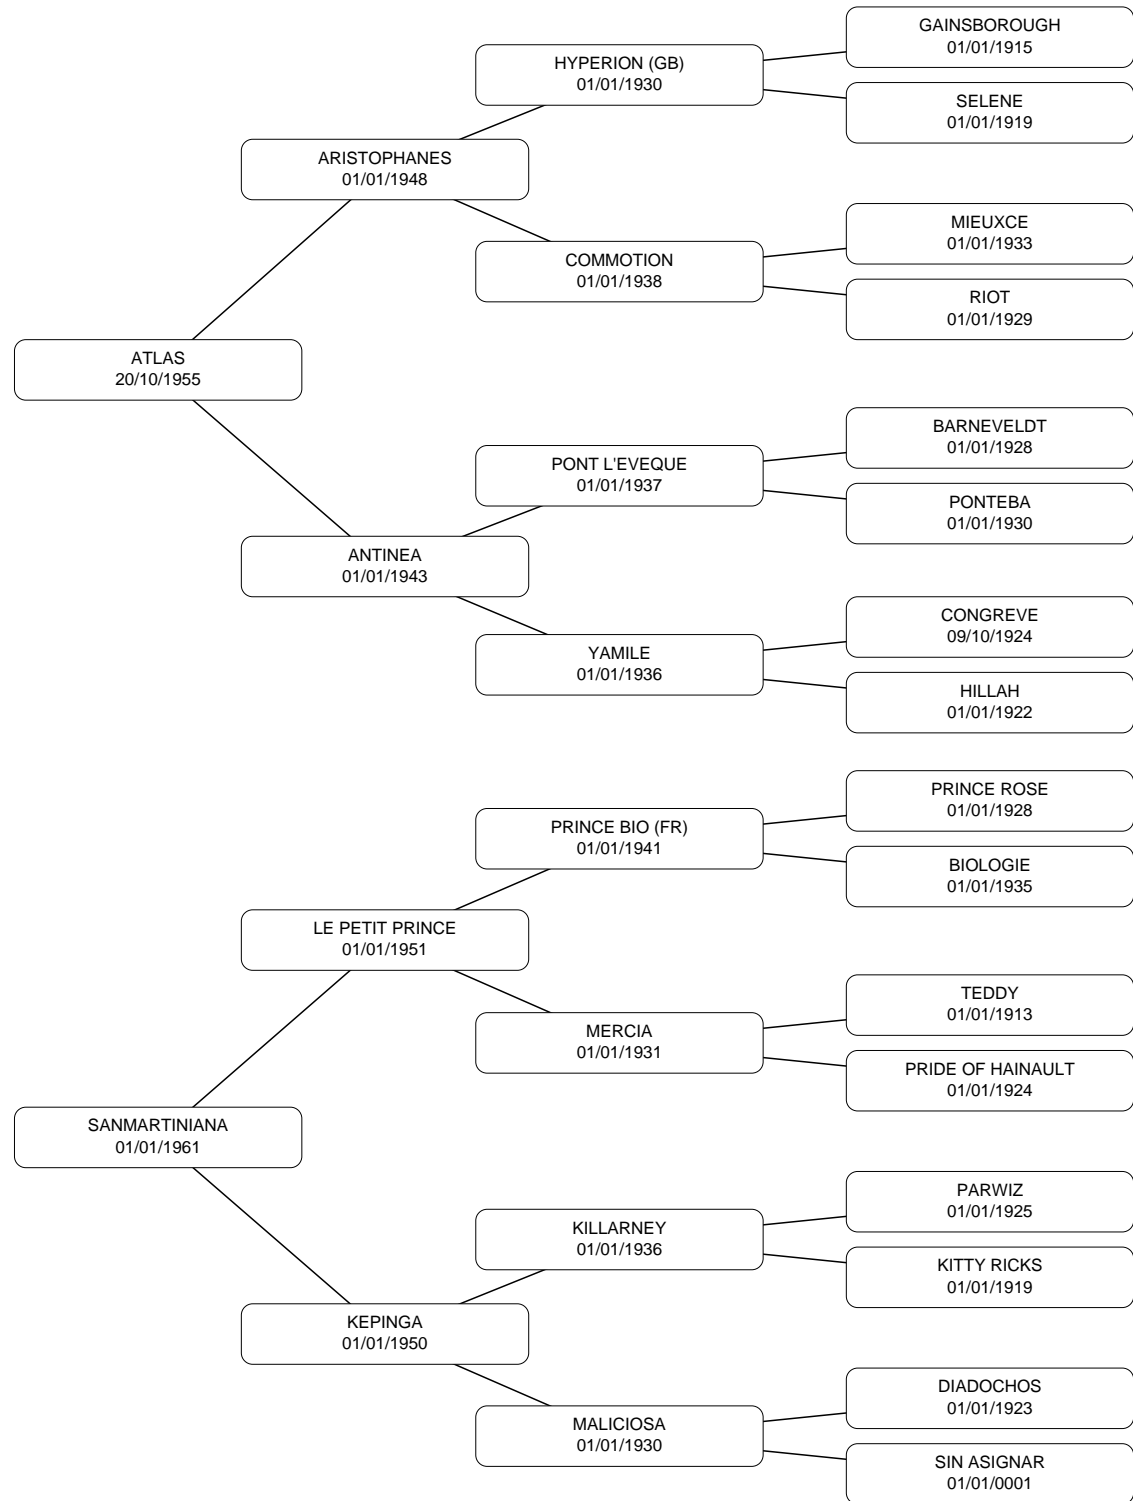 GAINSBOROUGH
01/01/1915
HYPERION (GB)
01/01/1930
SELENE
01/01/1919
ARISTOPHANES
01/01/1948
MIEUXCE
01/01/1933
COMMOTION
01/01/1938
RIOT
01/01/1929
ATLAS
20/10/1955
BARNEVELDT
01/01/1928
PONT L'EVEQUE
01/01/1937
PONTEBA
01/01/1930
ANTINEA
01/01/1943
CONGREVE
09/10/1924
YAMILE
01/01/1936
HILLAH
01/01/1922
PRINCE ROSE
01/01/1928
PRINCE BIO (FR)
01/01/1941
BIOLOGIE
01/01/1935
LE PETIT PRINCE
01/01/1951
TEDDY
01/01/1913
MERCIA
01/01/1931
PRIDE OF HAINAULT
01/01/1924
SANMARTINIANA
01/01/1961
PARWIZ
01/01/1925
KILLARNEY
01/01/1936
KITTY RICKS
01/01/1919
KEPINGA
01/01/1950
DIADOCHOS
01/01/1923
MALICIOSA
01/01/1930
SIN ASIGNAR
01/01/0001